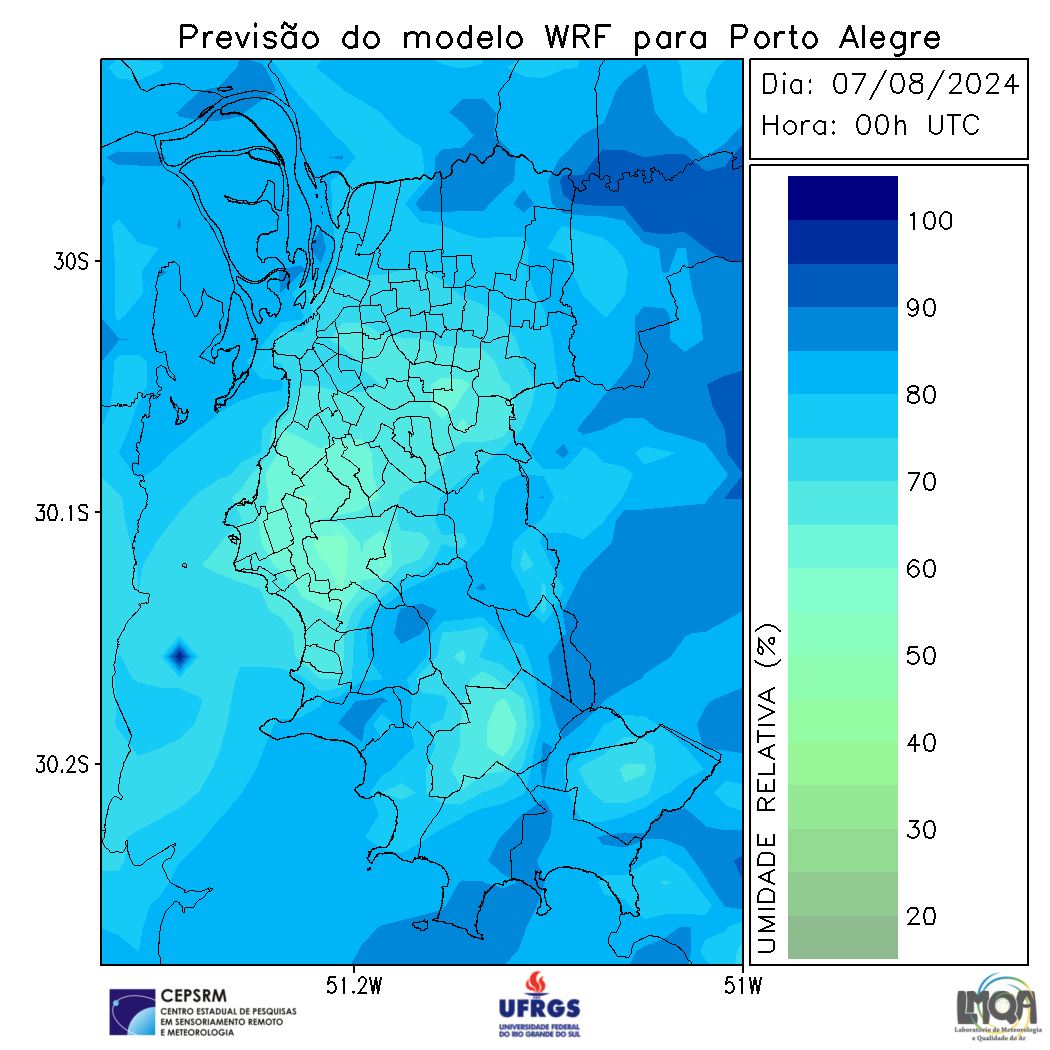 Previsão do modelo WRF para Porto Alegre
Dia: 07/08/2024
Hora: 00h UTC
100
90
80
70
60
50
40
30
20
UMIDADE RELATIVA (%)
30S
30.1S
30.2S
51.2W
51W
CEPSRM
CENTRO ESTADUAL DE PESQUISAS
EM SENSORIAMENTO REMOTO
E METEOROLOGIA
UFRGS
UNIVERSIDADE FEDERAL
DO RIO GRANDE DO SUL
LMQA
Laboratório de Meteorologia
e Qualidade do Ar